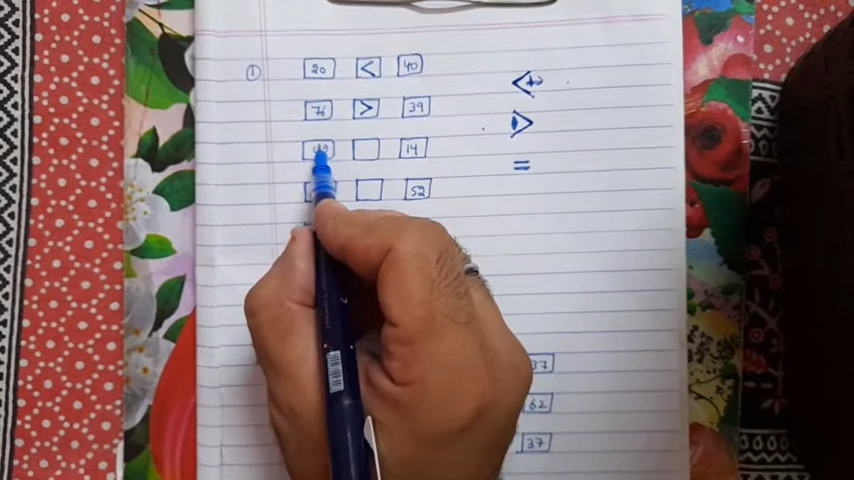 ① 20 < 40 <
76 > 39 >
14 =
52
37
62
37